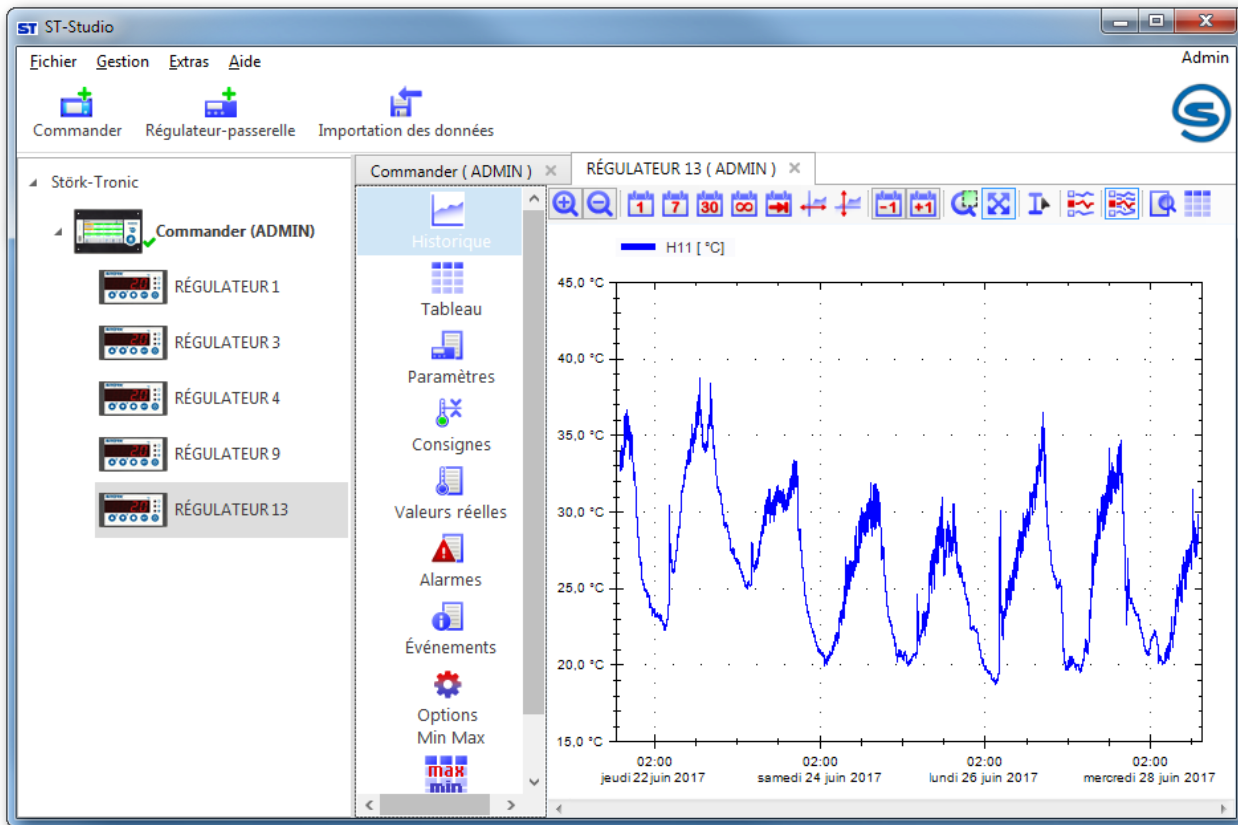 ST ST-Studio
Fichier Gestion Extras Aide
Admin
Commander Régulateur-passerelle Importation des données
S
Störk-Tronic
Commander (ADMIN)
RÉGULATEUR 1
RÉGULATEUR 3
RÉGULATEUR 4
RÉGULATEUR 9
RÉGULATEUR 13
Commander ( ADMIN ) RÉGULATEUR 13 ( ADMIN )
Historique
Tableau
Paramètres
Consignes
Valeurs réelles
Alarmes
Événements
Options
Min Max
max
min
1 7 30 ∞ -1 +1
H11 [ °C]
45,0 °C
40,0 °C
35,0 °C
30,0 °C
25,0 °C
20,0 °C
15,0 °C
02:00 02:00 02:00 02:00
jeudi 22 juin 2017 samedi 24 juin 2017 lundi 26 juin 2017 mercredi 28 juin 2017